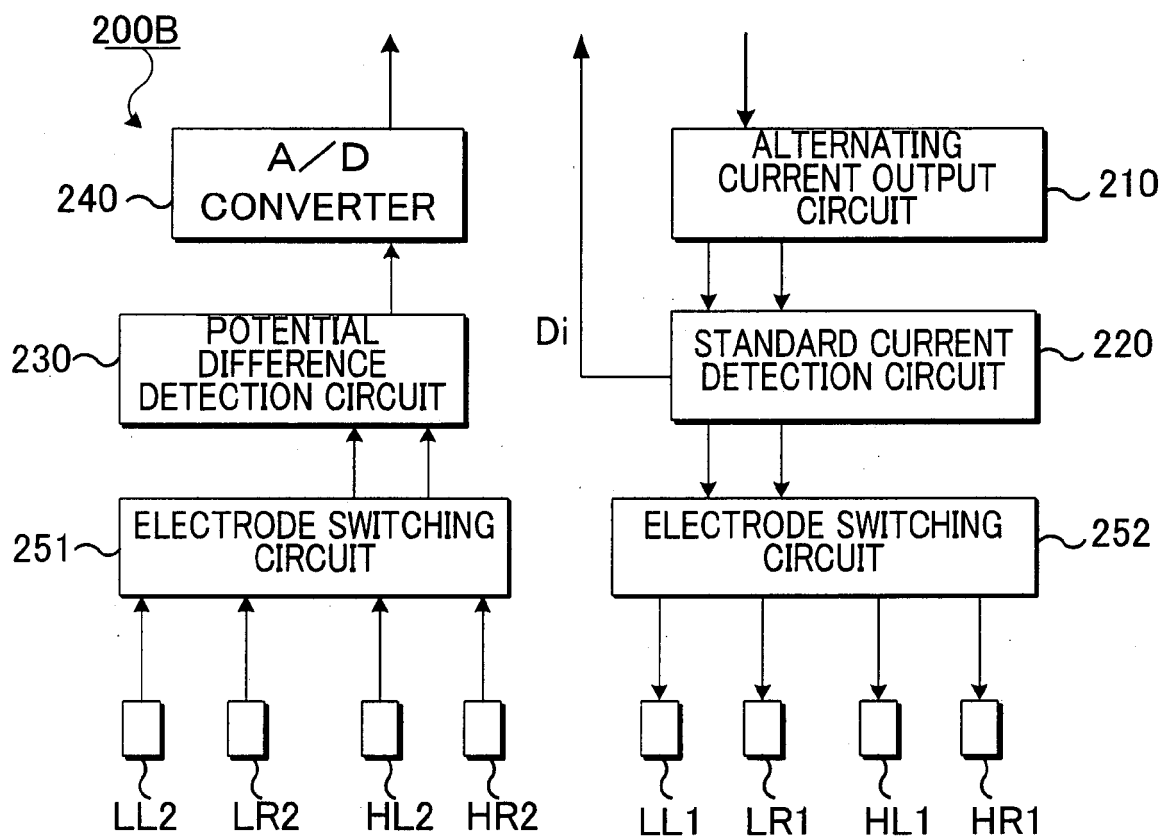 200B
A/D
CONVERTER
240
ALTERNATING
CURRENT OUTPUT
CIRCUIT
210
POTENTIAL
DIFFERENCE
DETECTION CIRCUIT
230
Di
STANDARD CURRENT
DETECTION CIRCUIT
220
ELECTRODE SWITCHING
CIRCUIT
251
ELECTRODE SWITCHING
CIRCUIT
252
LL2
LR2
HL2
HR2
LL1
LR1
HL1
HR1